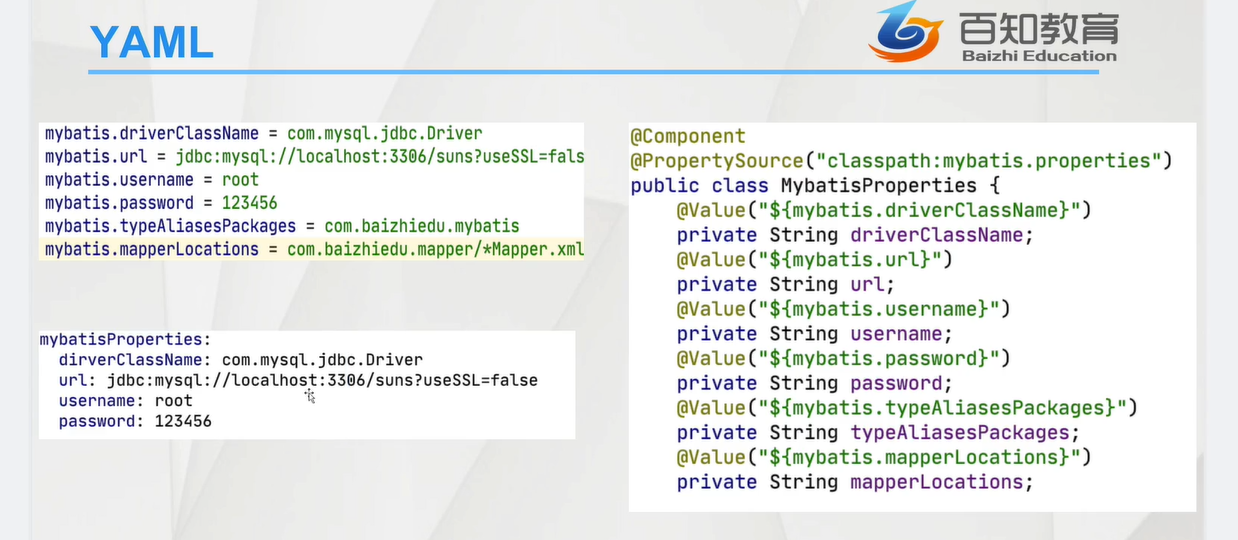 YAML
百知教育
Baizhi Education
mybatis.driverClassName = com.mysql.jdbc.Driver
mybatis.url = jdbc:mysql://localhost:3306/suns?useSSL=fals
mybatis.username = root
mybatis.password = 123456
mybatis.typeAliasesPackages = com.baizhiedu.mybatis
mybatis.mapperLocations = com.baizhiedu.mapper/*Mapper.xml
mybatisProperties:
  dirverClassName: com.mysql.jdbc.Driver
  url: jdbc:mysql://localhost:3306/suns?useSSL=false
  username: root
  password: 123456
@Component
@PropertySource("classpath:mybatis.properties")
public class MybatisProperties {
    @Value("${mybatis.driverClassName}")
    private String driverClassName;
    @Value("${mybatis.url}")
    private String url;
    @Value("${mybatis.username}")
    private String username;
    @Value("${mybatis.password}")
    private String password;
    @Value("${mybatis.typeAliasesPackages}")
    private String typeAliasesPackages;
    @Value("${mybatis.mapperLocations}")
    private String mapperLocations;